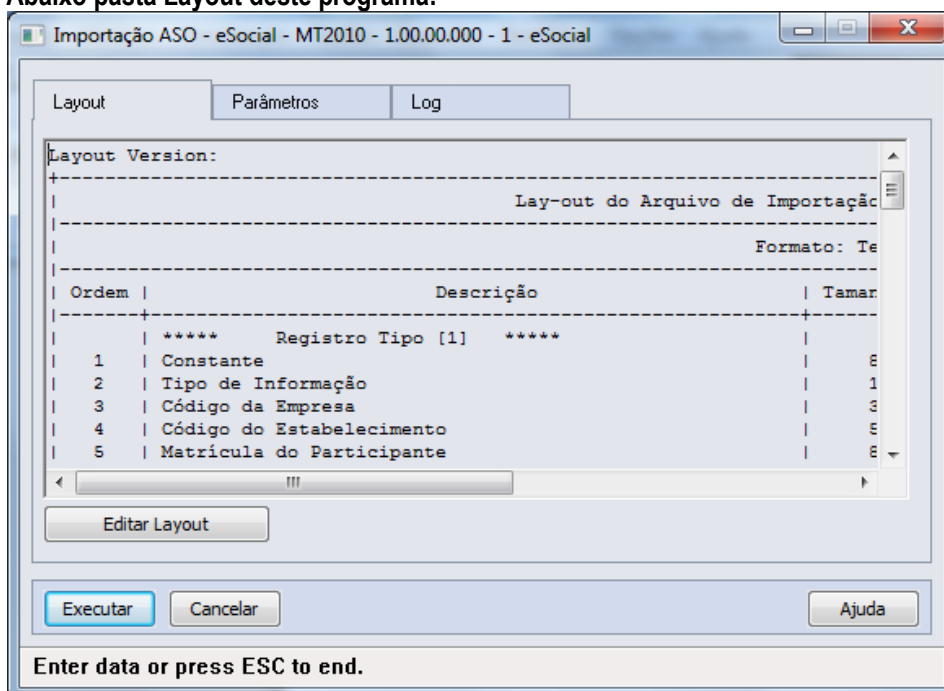 Abaixo pasta Layout deste programa:
Importação ASO - eSocial - MT2010 - 1.00.00.000 - 1 - eSocial
Layout Parâmetros Log
Layout Version:
+--------------------------------------------------------------------------------
| Lay-out do Arquivo de Importação
|--------------------------------------------------------------------------------
| Formato: Te
|--------------------------------------------------------------------------------
| Ordem | Descrição | Taman
|-------+----------------------------------------------------------------+------
| | ***** Registro Tipo [1] ***** |
| 1 | Constante |
| 2 | Tipo de Informação | 1
| 3 | Código da Empresa | 3
| 4 | Código do Estabelecimento |
| 5 | Matrícula do Participante |
Editar Layout
Executar Cancelar Ajuda
Enter data or press ESC to end.